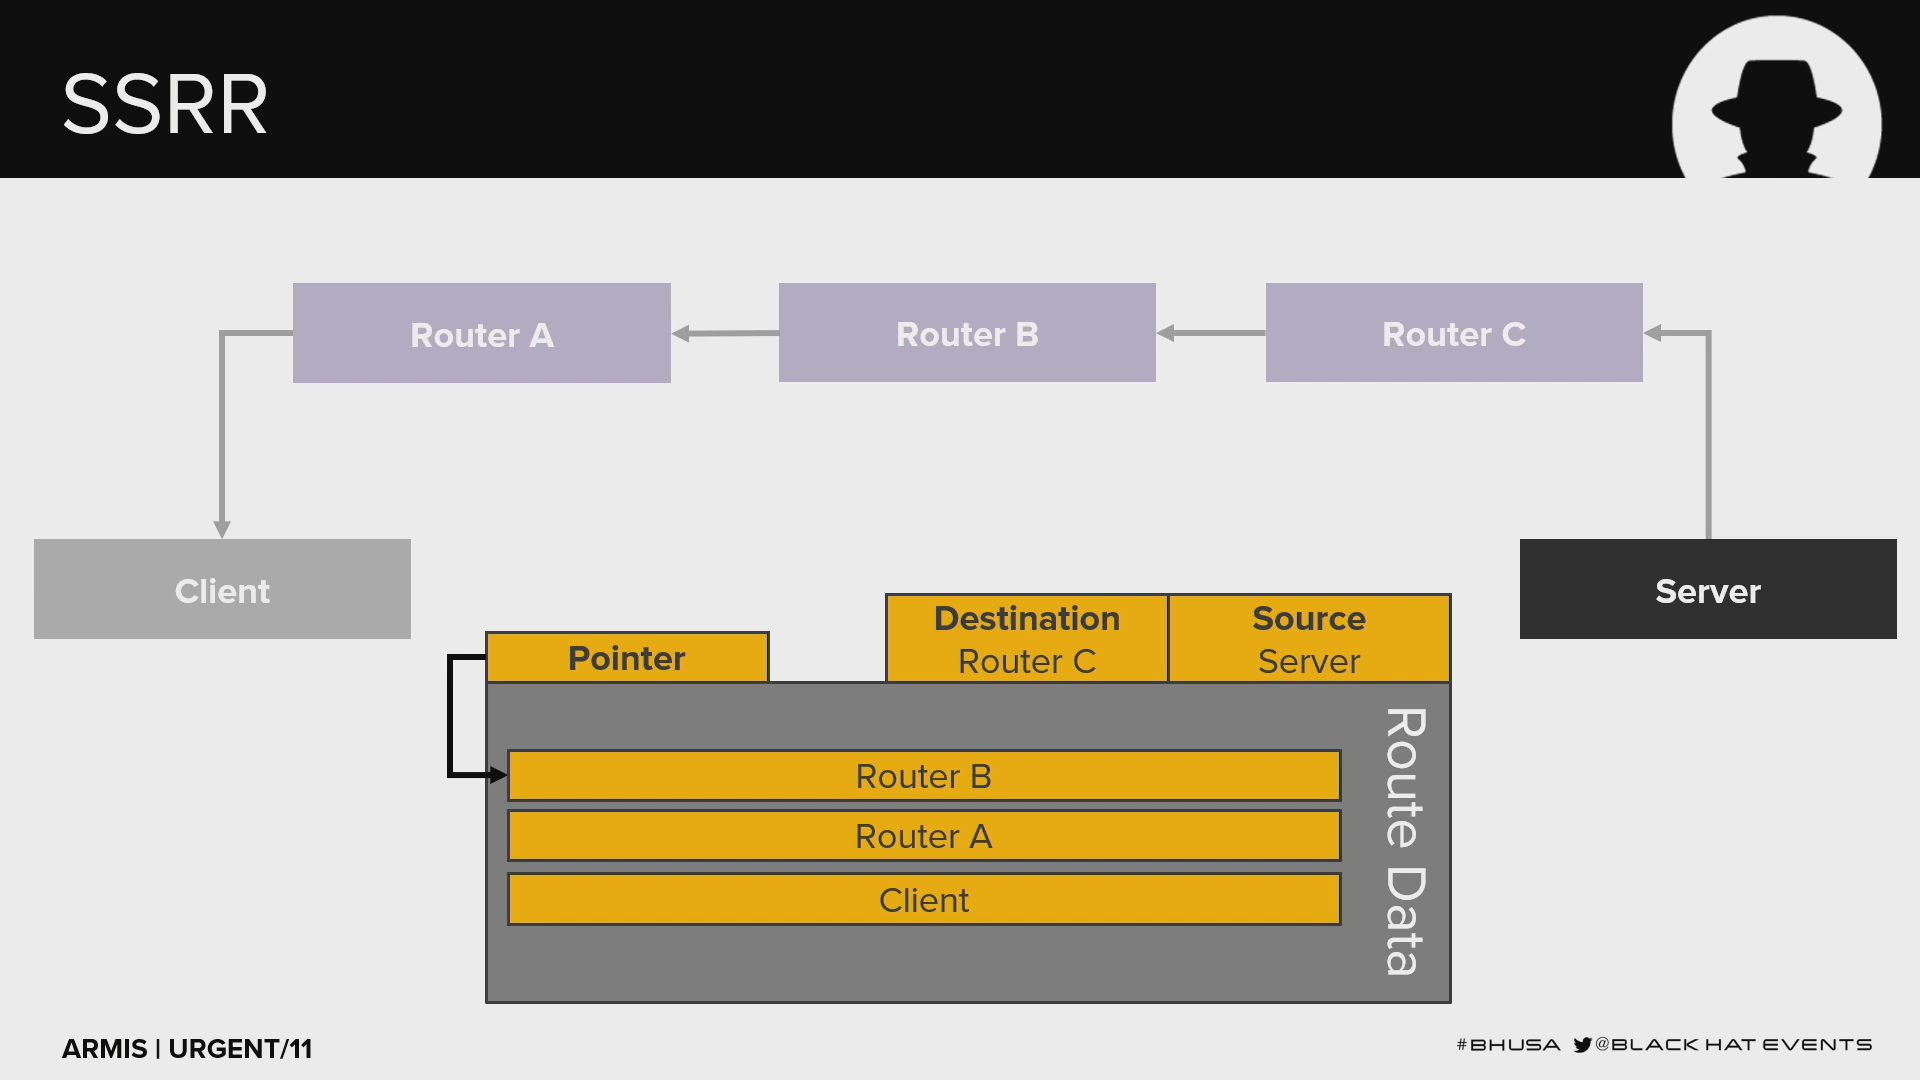 SSRR
Router A
Router B
Router C
Client
Server
Pointer
Destination
Router C
Source
Server
Router B
Router A
Client
Route Data
ARMIS | URGENT/11
#BHUSA @BLACK HAT EVENTS